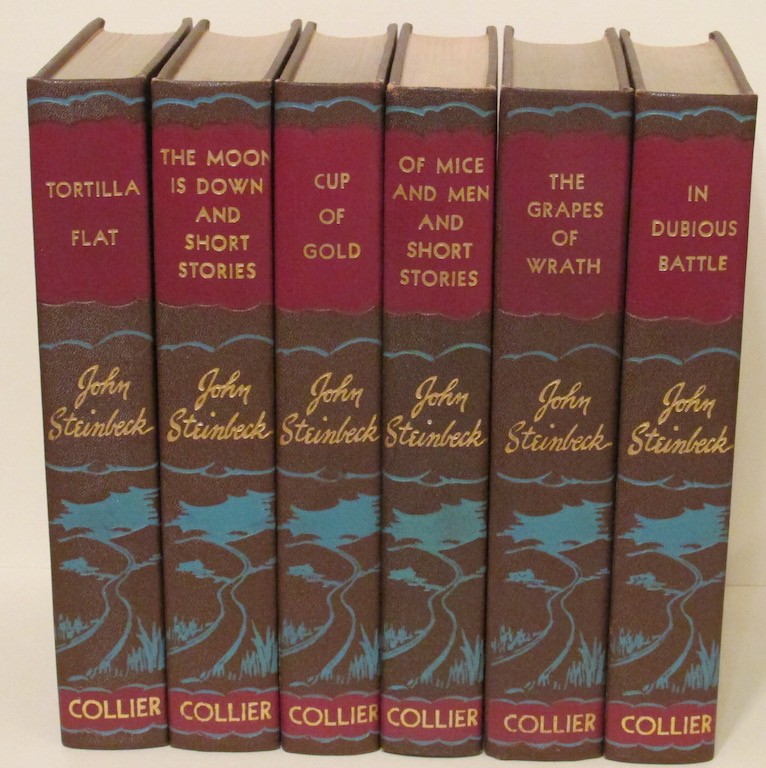 TORTILLA
FLAT
John
Steinbeck
COLLIER
THE MOON
IS DOWN
AND
SHORT
STORIES
John
Steinbeck
COLLIER
CUP
OF
GOLD
John
Steinbeck
COLLIER
OF MICE
AND MEN
AND
SHORT
STORIES
John
Steinbeck
COLLIER
THE
GRAPES
OF
WRATH
John
Steinbeck
COLLIER
IN
DUBIOUS
BATTLE
John
Steinbeck
COLLIER